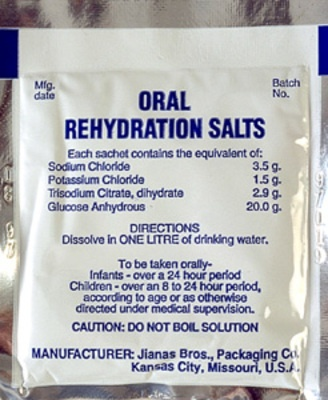 Mfg. date
Batch No.
ORAL
REHYDRATION SALTS
Each sachet contains the equivalent of:
Sodium Chloride 3.5 g.
Potassium Chloride 1.5 g.
Trisodium Citrate, dihydrate 2.9 g.
Glucose Anhydrous 20.0 g.
DIRECTIONS
Dissolve in ONE LITRE of drinking water.
To be taken orally-
Infants - over a 24 hour period
Children - over an 8 to 24 hour period,
according to age or as otherwise
directed under medical supervision.
CAUTION: DO NOT BOIL SOLUTION
MANUFACTURER: Jianas Bros., Packaging Co.
Kansas City, Missouri, U.S.A.